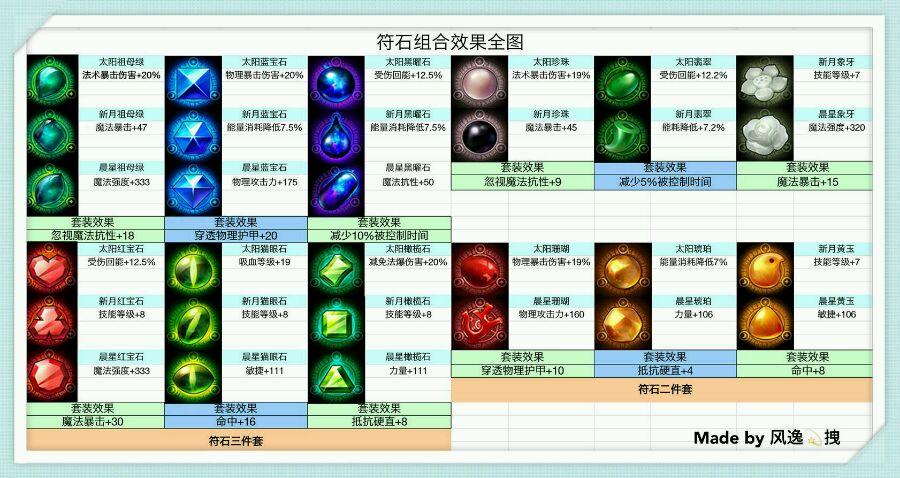 符石组合效果全图
太阳祖母绿
法术暴击伤害+20%
新月祖母绿
魔法暴击+47
晨星祖母绿
魔法强度+333
套装效果
忽视魔法抗性+18
太阳蓝宝石
物理暴击伤害+20%
新月蓝宝石
能量消耗降低7.5%
晨星蓝宝石
物理攻击力+175
套装效果
穿透物理护甲+20
太阳黑曜石
受伤回能+12.5%
新月黑曜石
能量消耗降低7.5%
晨星黑曜石
魔法抗性+50
套装效果
减少10%被控制时间
太阳珍珠
法术暴击伤害+19%
新月珍珠
魔法暴击+45
套装效果
忽视魔法抗性+9
太阳翡翠
受伤回能+12.2%
新月翡翠
能耗降低+7.2%
套装效果
减少5%被控制时间
新月象牙
技能等级+7
晨星象牙
魔法强度+320
套装效果
魔法暴击+15
太阳红宝石
受伤回能+12.5%
新月红宝石
技能等级+8
晨星红宝石
魔法强度+333
套装效果
魔法暴击+30
太阳猫眼石
吸血等级+19
新月猫眼石
技能等级+8
晨星猫眼石
敏捷+111
套装效果
命中+16
太阳橄榄石
减免法爆伤害+20%
新月橄榄石
技能等级+8
晨星橄榄石
力量+111
套装效果
抵抗硬直+8
符石三件套
太阳珊瑚
物理暴击伤害+19%
晨星珊瑚
物理攻击力+160
套装效果
穿透物理护甲+10
太阳琥珀
能量消耗降低7%
晨星琥珀
力量+106
套装效果
抵抗硬直+4
新月黄玉
技能等级+7
晨星黄玉
敏捷+106
套装效果
命中+8
符石二件套
Made by 风逸💫拽